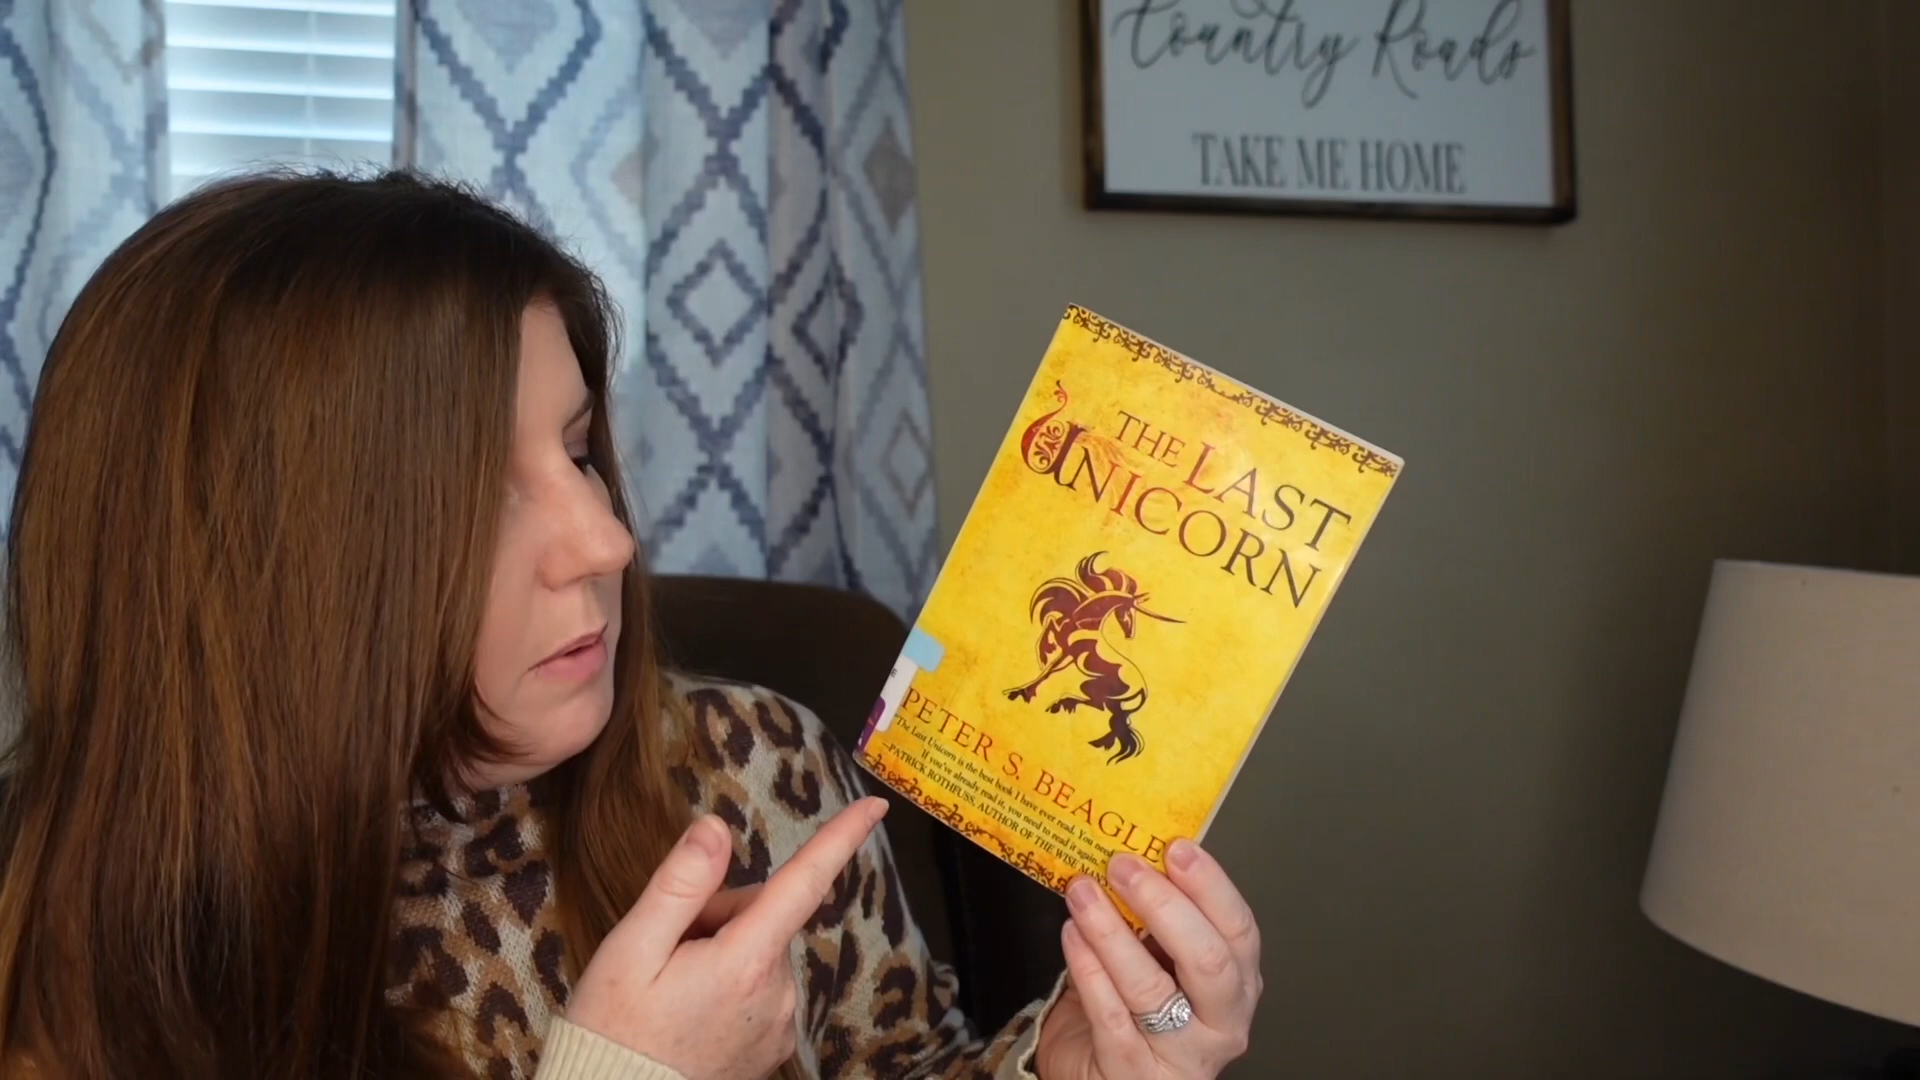 Country Roads
TAKE ME HOME
THE LAST
UNICORN
PETER S. BEAGLE
"The Last Unicorn is the best book I have ever read. You need
If you've already read it, you need to read it again."
—PATRICK ROTHFUSS, AUTHOR OF THE WISE MAN'S